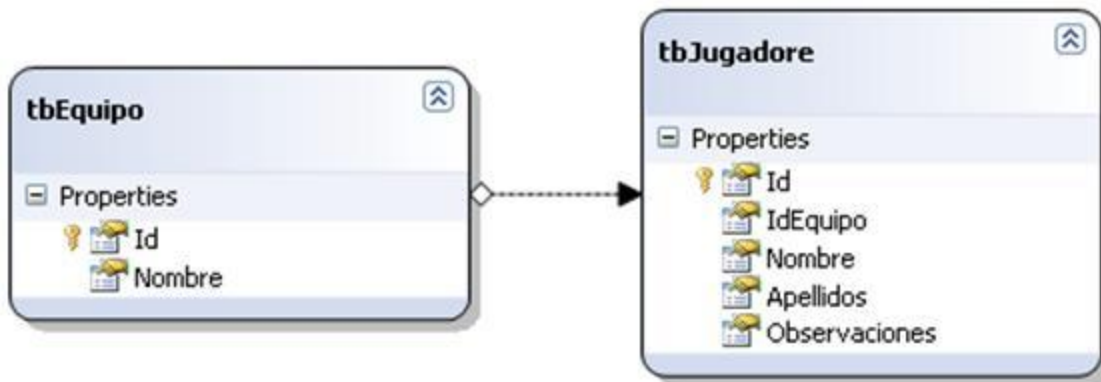 tbEquipo
Properties
Id
Nombre
tbJugadore
Properties
Id
IdEquipo
Nombre
Apellidos
Observaciones